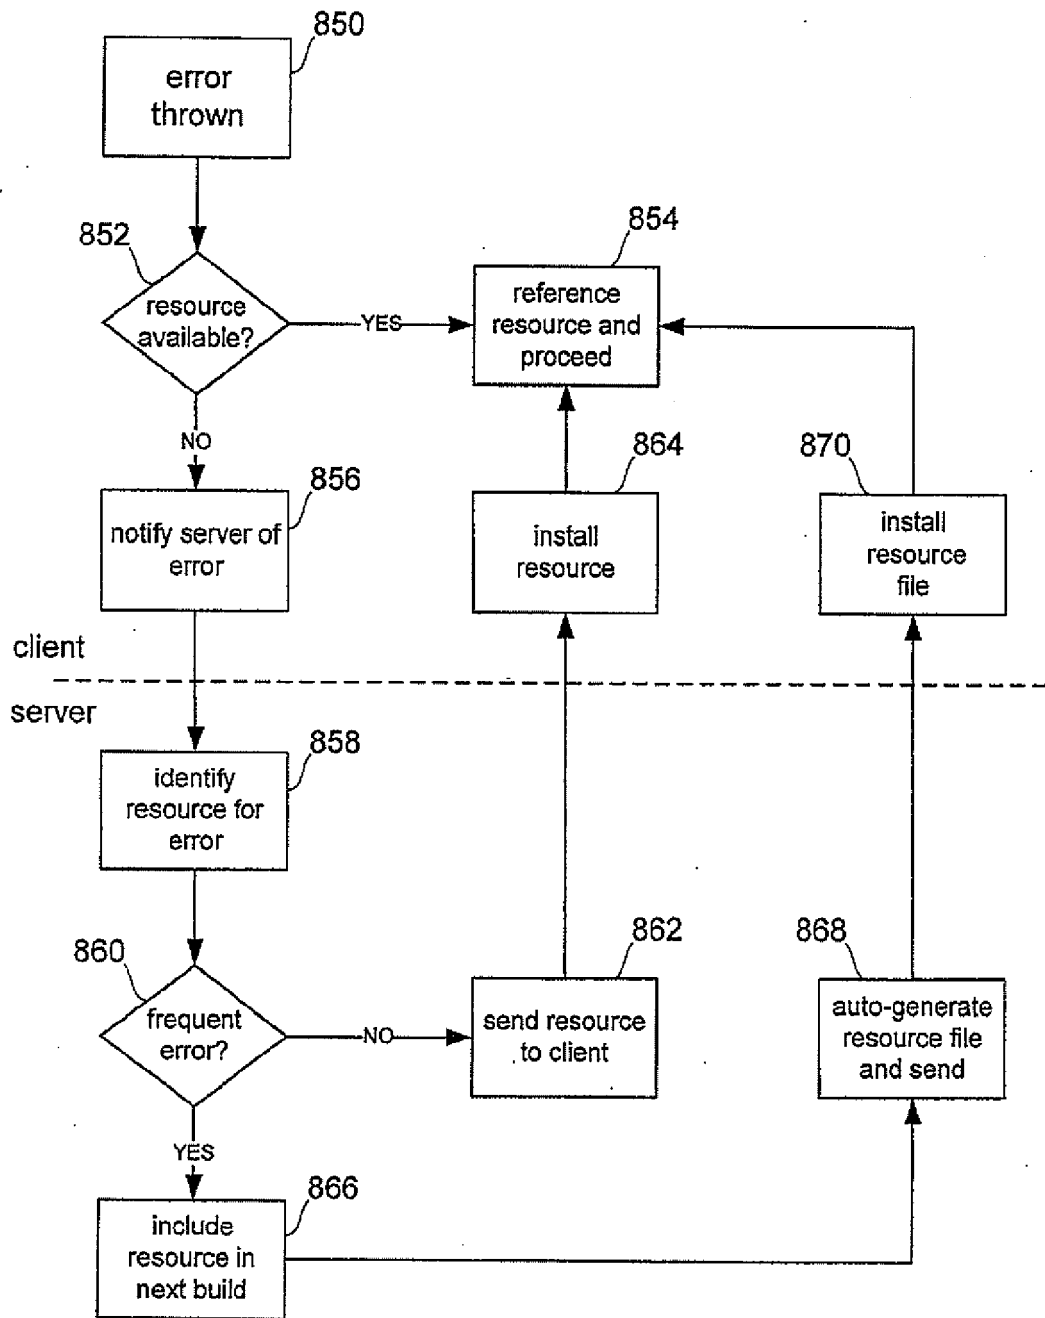 850
error
thrown
852
resource
available?
YES
854
reference
resource and
proceed
NO
856
notify server of
error
864
install
resource
870
install
resource
file
client
server
858
identify
resource for
error
860
frequent
error?
NO
862
send resource
to client
868
auto-generate
resource file
and send
YES
866
include
resource in
next build